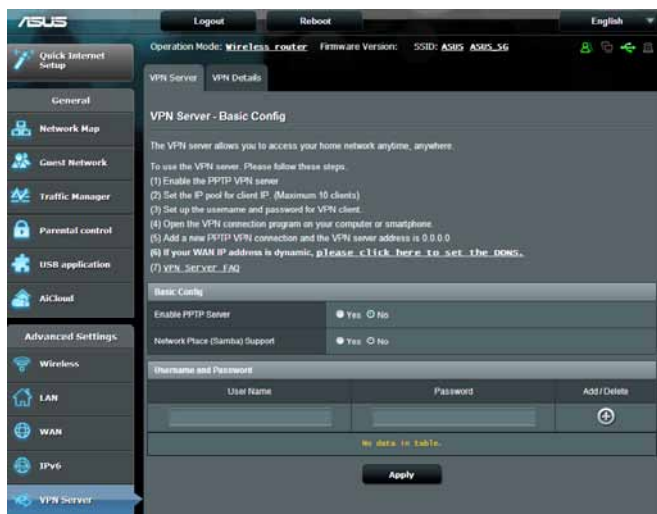 ASUS
Logout
Reboot
English
Quick Internet Setup
Operation Mode: Wireless router Firmware Version: SSID: ASUS ASUS_5G
VPN Server
VPN Details
General
Network Map
Guest Network
Traffic Manager
Parental control
USB application
AiCloud
Advanced Settings
Wireless
LAN
WAN
IPv6
VPN Server
VPN Server - Basic Config
The VPN server allows you to access your home network anytime, anywhere.
To use the VPN server. Please follow these steps.
(1) Enable the PPTP VPN server
(2) Set the IP pool for client IP. (Maximum 10 clients)
(3) Set up the username and password for VPN client.
(4) Open the VPN connection program on your computer or smartphone
(5) Add a new PPTP VPN connection and the VPN server address is 0.0.0.0
(6) If your WAN IP address is dynamic, please click here to set the DDNS.
(7) VPN Server FAQ
Basic Config
Enable PPTP Server
Yes No
Network Place (Samba) Support
Yes No
Username and Password
User Name
Password
Add / Delete
No data in table.
Apply